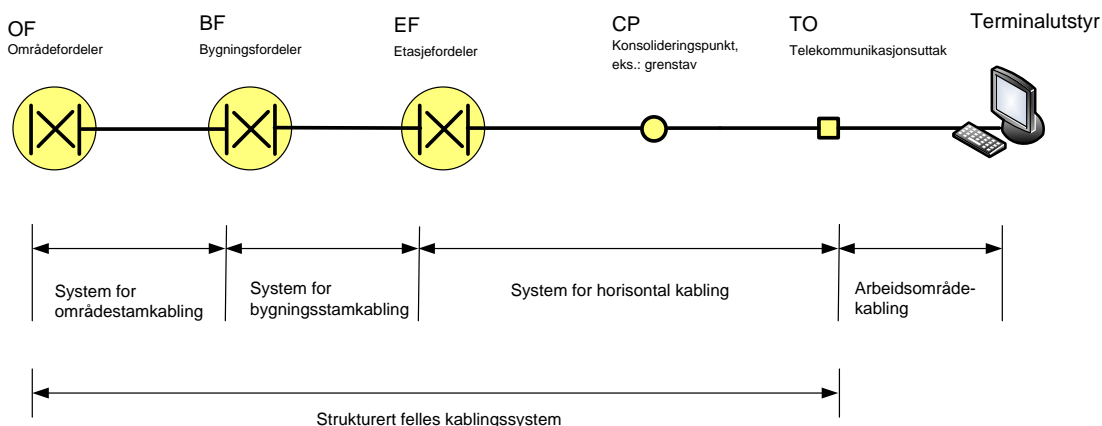 OF
Områdefordeler
BF
Bygningsfordeler
EF
Etasjefordeler
CP
Konsolideringspunkt,
eks.: grenstav
TO
Telekommunikasjonsuttak
Terminalutstyr
System for
områdestamkabling
System for
bygningsstamkabling
System for horisontal kabling
Arbeidsområde-
kabling
Strukturert felles kablingssystem